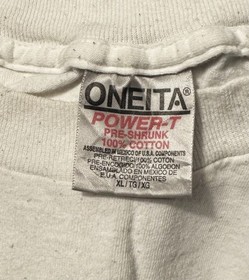 ONEITA®
POWER-T
PRE-SHRUNK
100% COTTON
ASSEMBLED IN MEXICO OF U.S.A. COMPONENTS
PRE-RETRECI/100% COTON
PRE-ENCOGIDO/100% ALGODON
ENSAMBLADO EN MEXICO DE
E.U.A. COMPONENTES
XL/TG/XG